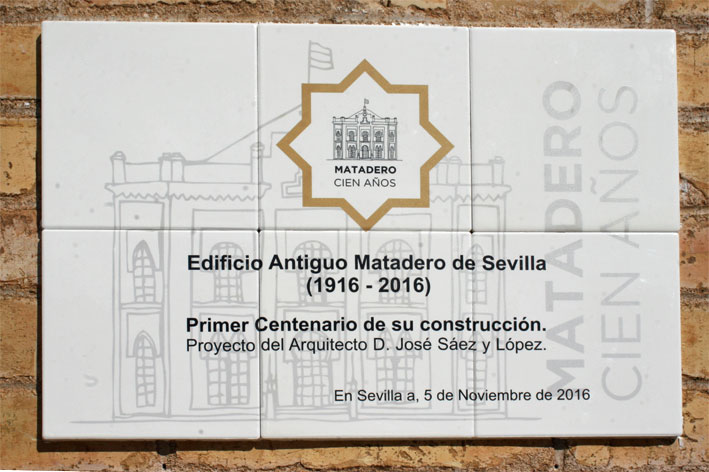 MATADERO
CIEN AÑOS
MATADERO
CIEN AÑOS
Edificio Antiguo Matadero de Sevilla
(1916 - 2016)
Primer Centenario de su construcción.
Proyecto del Arquitecto D. José Sáez y López.
En Sevilla a, 5 de Noviembre de 2016